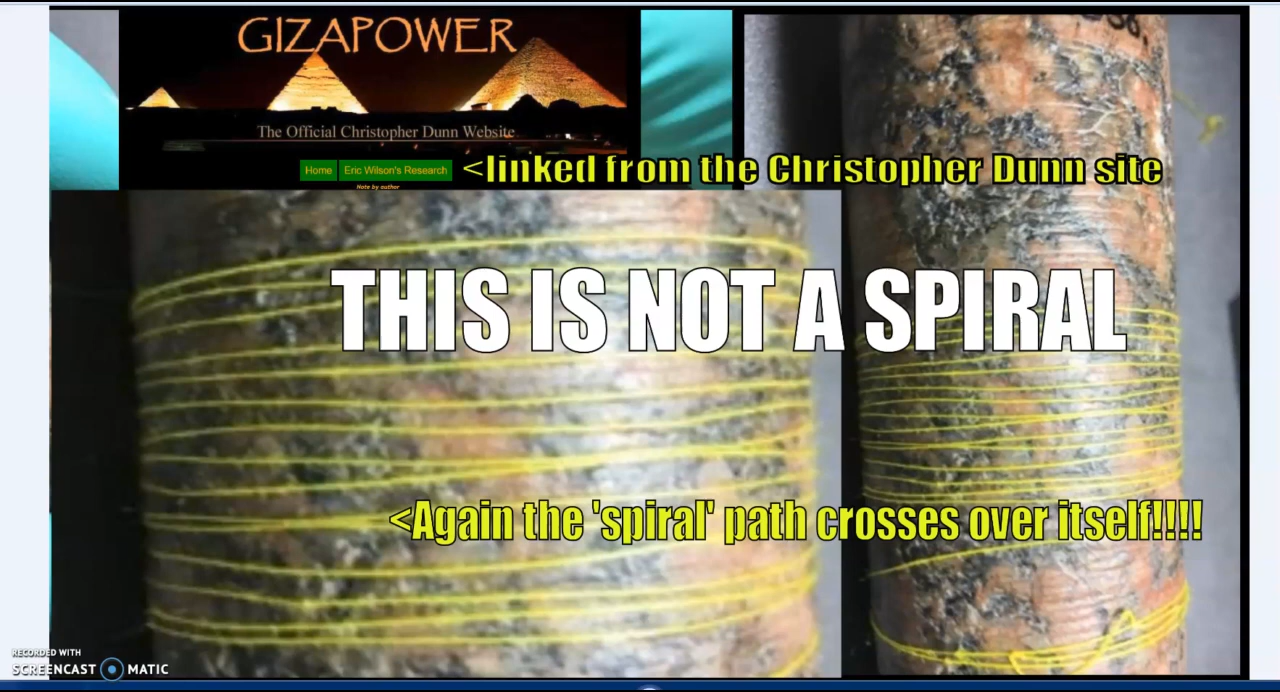 GIZAPOWER
The Official Christopher Dunn Website
Home Eric Wilson's Research
<linked from the Christopher Dunn site
Note by author
THIS IS NOT A SPIRAL
<Again the 'spiral' path crosses over itself!!!!
RECORDED WITH
SCREENCAST MATIC